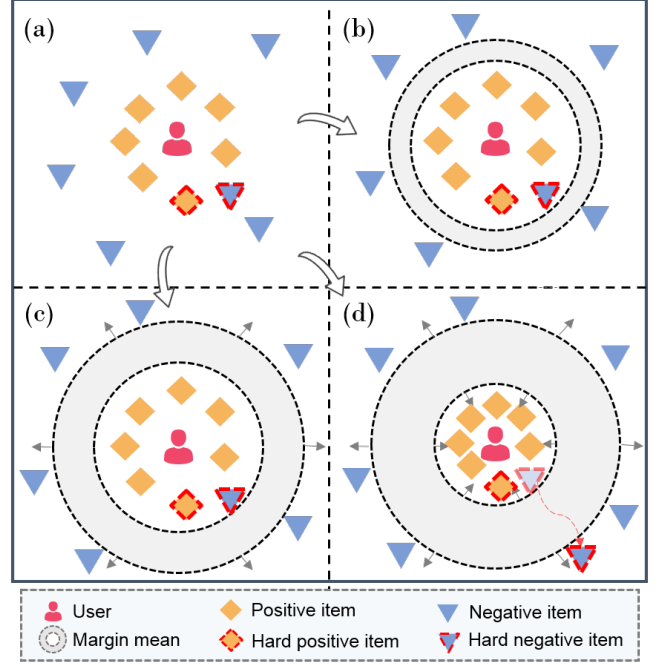 (a)
(b)
(c)
(d)
User
Positive item
Negative item
Margin mean
Hard positive item
Hard negative item